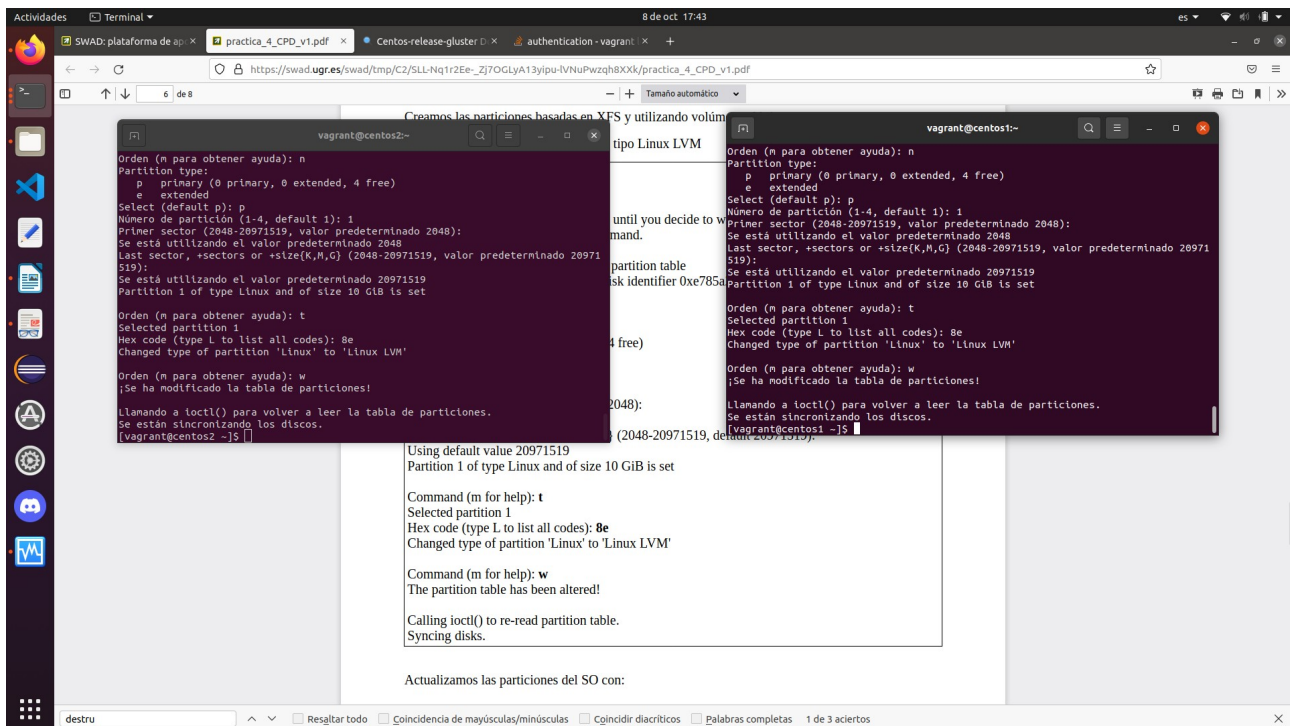 Actividades
Terminal
8 de oct 17:43
es
SWAD: plataforma de apr
practica_4_CPD_v1.pdf
Centos-release-gluster D
authentication - vagrant
https://swad.ugr.es/swad/tmp/C2/SLL-Nq1r2Ee-_Zj7OGLyA13yipu-lVNuPwzqh8XXk/practica_4_CPD_v1.pdf
6 de 8
Tamaño automático
Creamos las particiones basadas en XFS y utilizando volúm
tipo Linux LVM
vagrant@centos2:~
Orden (m para obtener ayuda): n
Partition type:
p primary (0 primary, 0 extended, 4 free)
e extended
Select (default p): p
Número de partición (1-4, default 1): 1
Primer sector (2048-20971519, valor predeterminado 2048):
Se está utilizando el valor predeterminado 2048
Last sector, +sectors or +size{K,M,G} (2048-20971519, valor predeterminado 20971
519):
Se está utilizando el valor predeterminado 20971519
Partition 1 of type Linux and of size 10 GiB is set
Orden (m para obtener ayuda): t
Selected partition 1
Hex code (type L to list all codes): 8e
Changed type of partition 'Linux' to 'Linux LVM'
Orden (m para obtener ayuda): w
¡Se ha modificado la tabla de particiones!
Llamando a ioctl() para volver a leer la tabla de particiones.
Se están sincronizando los discos.
[vagrant@centos2 ~]$
vagrant@centos1:~
Orden (m para obtener ayuda): n
Partition type:
p primary (0 primary, 0 extended, 4 free)
e extended
Select (default p): p
Número de partición (1-4, default 1): 1
Primer sector (2048-20971519, valor predeterminado 2048):
Se está utilizando el valor predeterminado 2048
Last sector, +sectors or +size{K,M,G} (2048-20971519, valor predeterminado 20971
519):
Se está utilizando el valor predeterminado 20971519
Partition 1 of type Linux and of size 10 GiB is set
Orden (m para obtener ayuda): t
Selected partition 1
Hex code (type L to list all codes): 8e
Changed type of partition 'Linux' to 'Linux LVM'
Orden (m para obtener ayuda): w
¡Se ha modificado la tabla de particiones!
Llamando a ioctl() para volver a leer la tabla de particiones.
Se están sincronizando los discos.
[vagrant@centos1 ~]$
until you decide to w
mand.
partition table
isk identifier 0xe785a
4 free)
2048):
(2048-20971519, default 20971519):
Using default value 20971519
Partition 1 of type Linux and of size 10 GiB is set
Command (m for help): t
Selected partition 1
Hex code (type L to list all codes): 8e
Changed type of partition 'Linux' to 'Linux LVM'
Command (m for help): w
The partition table has been altered!
Calling ioctl() to re-read partition table.
Syncing disks.
Actualizamos las particiones del SO con:
destru
Resaltar todo
Coincidencia de mayúsculas/minúsculas
Coincidir diacríticos
Palabras completas
1 de 3 aciertos